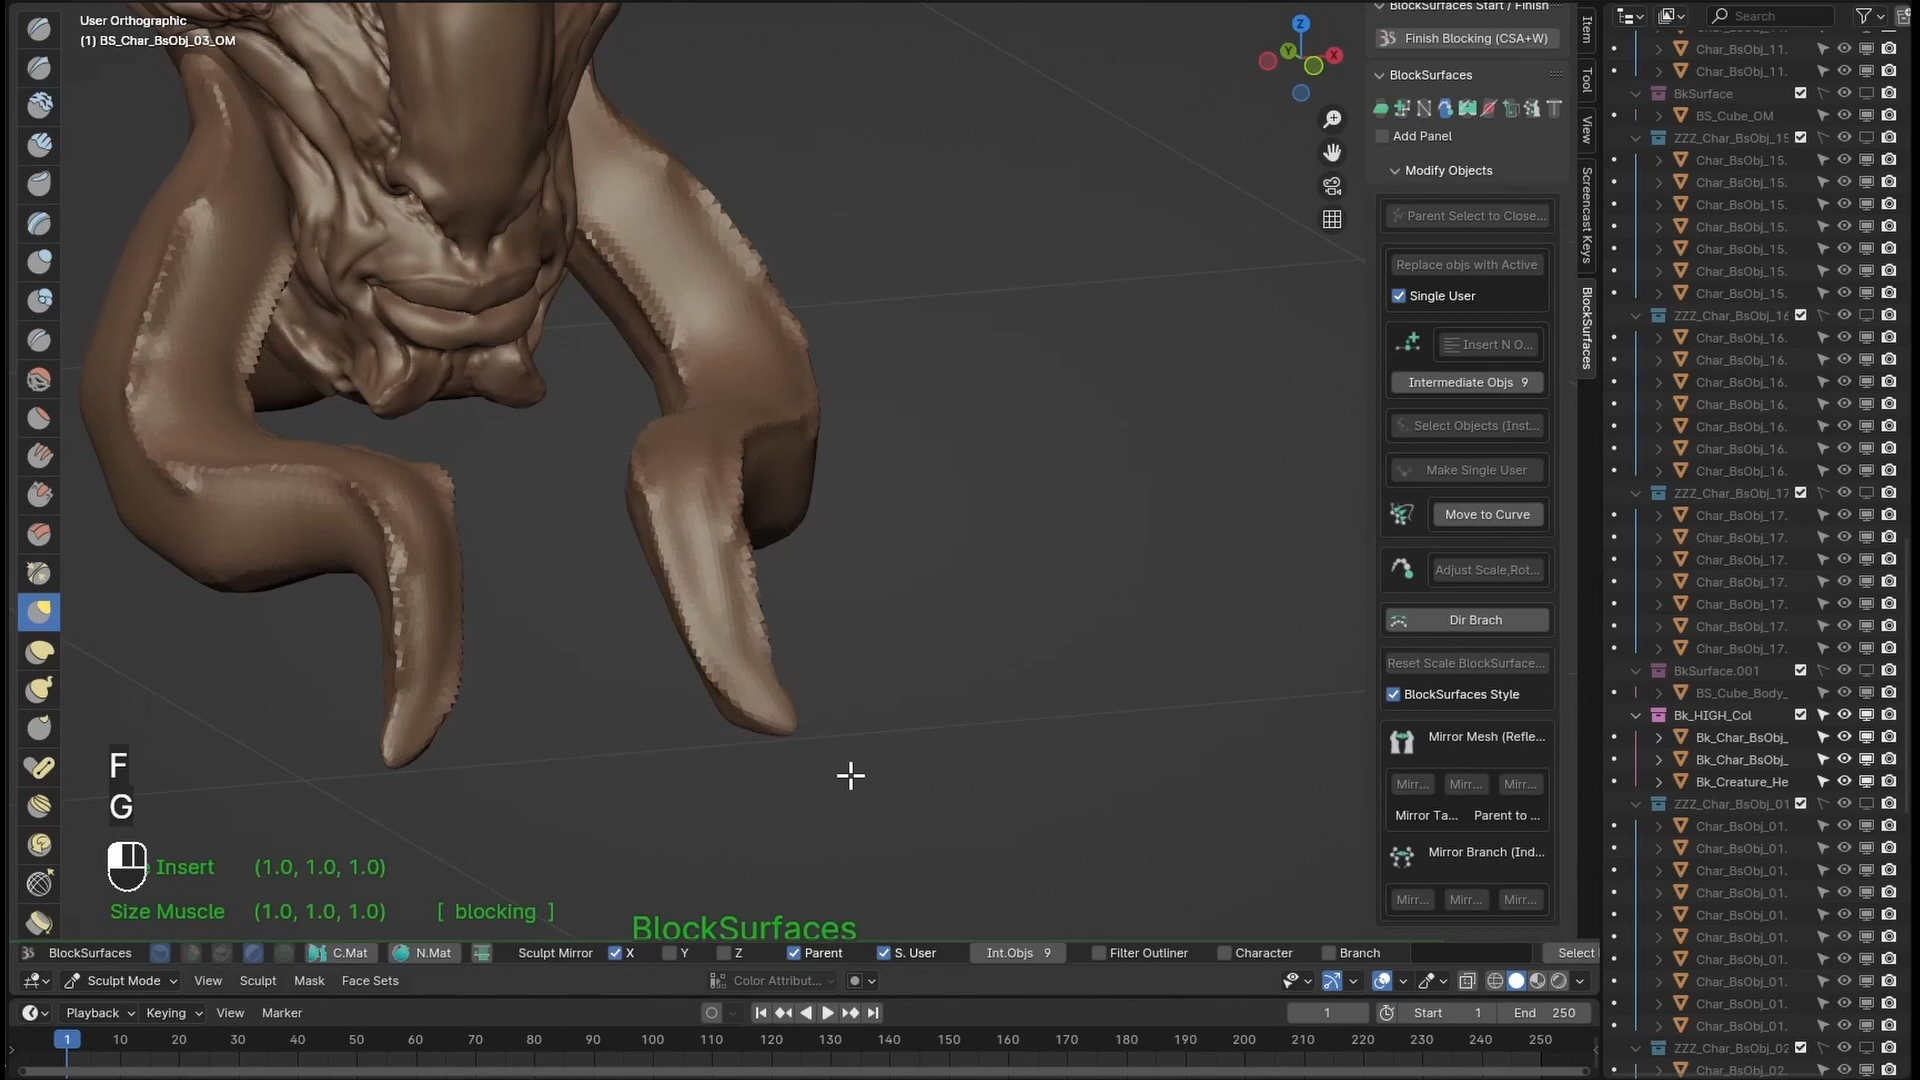 User Orthographic
(1) BS_Char_BsObj_03_OM
Z
Y
X
F
G
Insert (1.0, 1.0, 1.0)
Size Muscle (1.0, 1.0, 1.0) [ blocking ]
BlockSurfaces
BlockSurfaces Start / Finish
Finish Blocking (CSA+W)
BlockSurfaces
Add Panel
Modify Objects
Parent Select to Close...
Replace objs with Active
Single User
Insert N O...
Intermediate Objs 9
Select Objects (Inst...
Make Single User
Move to Curve
Adjust Scale,Rot...
Dir Brach
Reset Scale BlockSurface...
BlockSurfaces Style
Mirror Mesh (Refle...
Mirr... Mirr... Mirr...
Mirror Ta... Parent to ...
Mirror Branch (Ind...
Mirr... Mirr... Mirr...
Item
Tool
View
Screencast Keys
BlockSurfaces
Search
Char_BsObj_11.
Char_BsObj_11.
BkSurface
BS_Cube_OM
ZZZ_Char_BsObj_15
Char_BsObj_15.
Char_BsObj_15.
Char_BsObj_15.
Char_BsObj_15.
Char_BsObj_15.
Char_BsObj_15.
Char_BsObj_15.
ZZZ_Char_BsObj_16
Char_BsObj_16.
Char_BsObj_16.
Char_BsObj_16.
Char_BsObj_16.
Char_BsObj_16.
Char_BsObj_16.
Char_BsObj_16.
ZZZ_Char_BsObj_17
Char_BsObj_17.
Char_BsObj_17.
Char_BsObj_17.
Char_BsObj_17.
Char_BsObj_17.
Char_BsObj_17.
Char_BsObj_17.
BkSurface.001
BS_Cube_Body_
Bk_HIGH_Col
Bk_Char_BsObj_
Bk_Char_BsObj_
Bk_Creature_He
ZZZ_Char_BsObj_01
Char_BsObj_01.
Char_BsObj_01.
Char_BsObj_01.
Char_BsObj_01.
Char_BsObj_01.
Char_BsObj_01.
Char_BsObj_01.
Char_BsObj_01.
Char_BsObj_01.
Char_BsObj_01.
ZZZ_Char_BsObj_02
Char_BsObj_02.
BlockSurfaces C.Mat N.Mat Sculpt Mirror X Y Z Parent S. User Int.Objs 9 Filter Outliner Character Branch Select
Sculpt Mode View Sculpt Mask Face Sets Color Attribut...
Playback Keying View Marker 1 Start 1 End 250
1 10 20 30 40 50 60 70 80 90 100 110 120 130 140 150 160 170 180 190 200 210 220 230 240 250